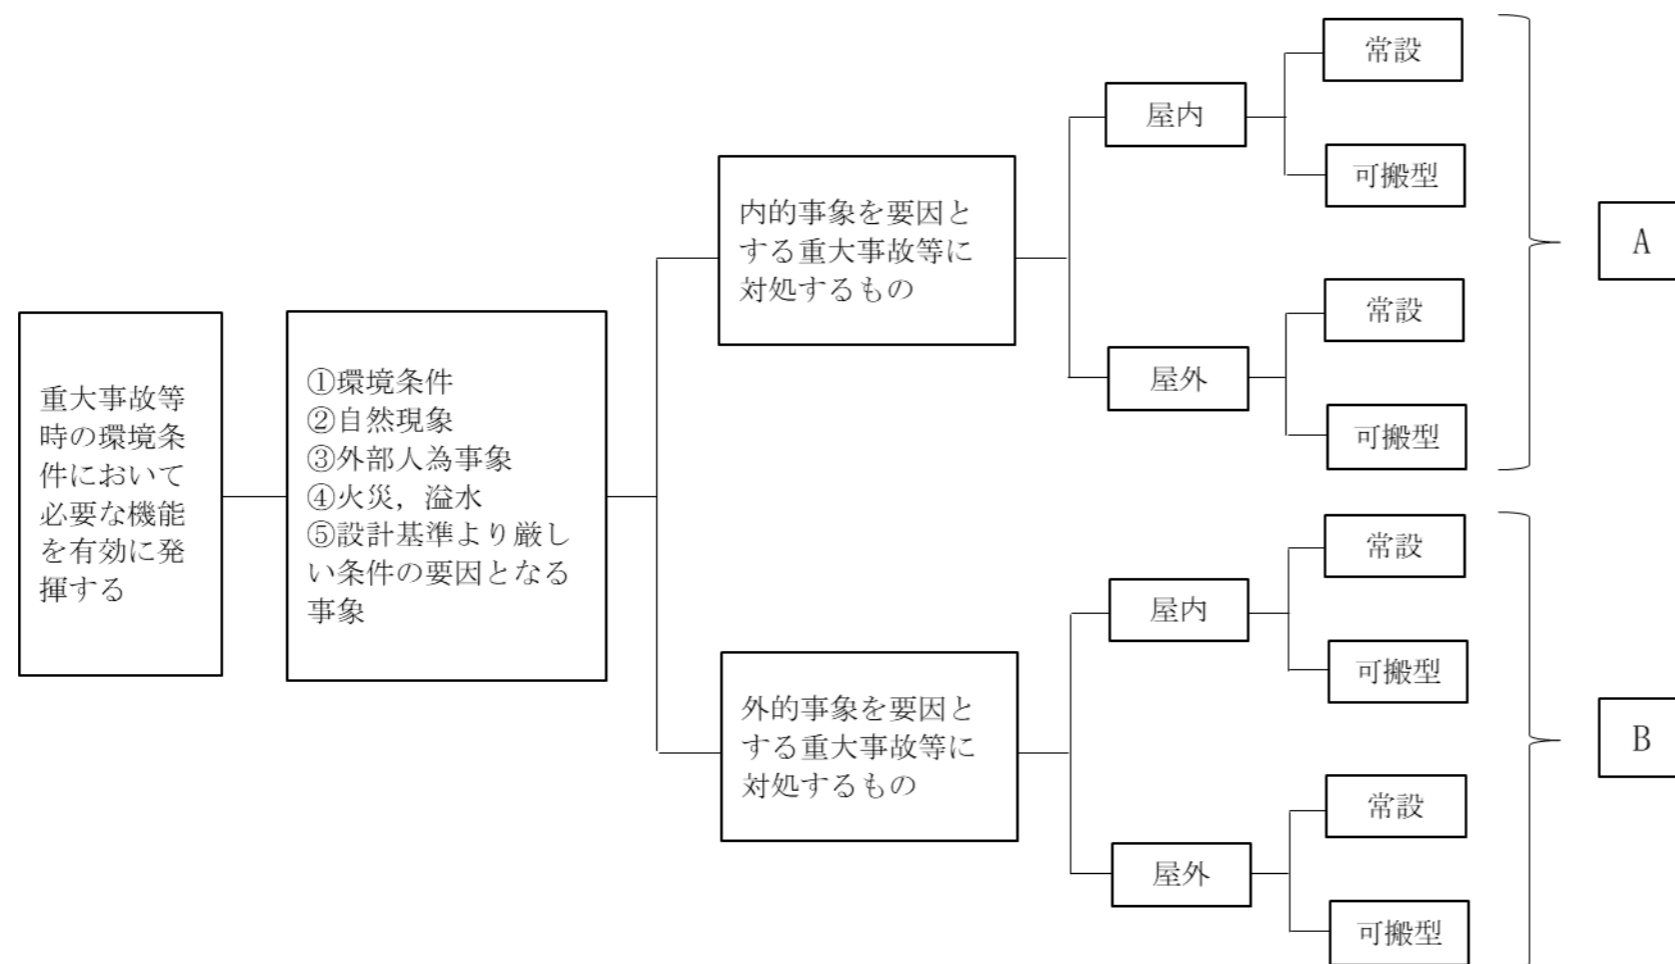 重大事故等
時の環境条
件において
必要な機能
を有効に発
揮する
①環境条件
②自然現象
③外部人為事象
④火災，溢水
⑤設計基準より厳し
い条件の要因となる
事象
内的事象を要因と
する重大事故等に
対処するもの
屋内
常設
可搬型
屋外
常設
可搬型
A
外的事象を要因と
する重大事故等に
対処するもの
屋内
常設
可搬型
屋外
常設
可搬型
B